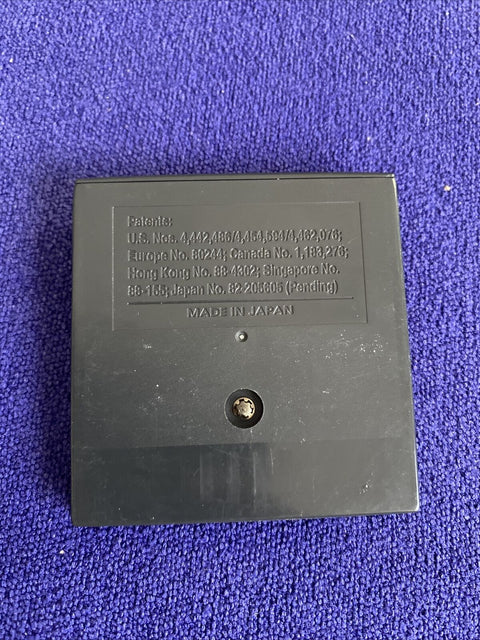 Patents:
U.S. Nos. 4,442,486/4,454,594/4,462,076;
Europe No. 80244; Canada No. 1,183,276;
Hong Kong No. 88-4302; Singapore No.
88-155; Japan No. 82-205605 (Pending)
MADE IN JAPAN